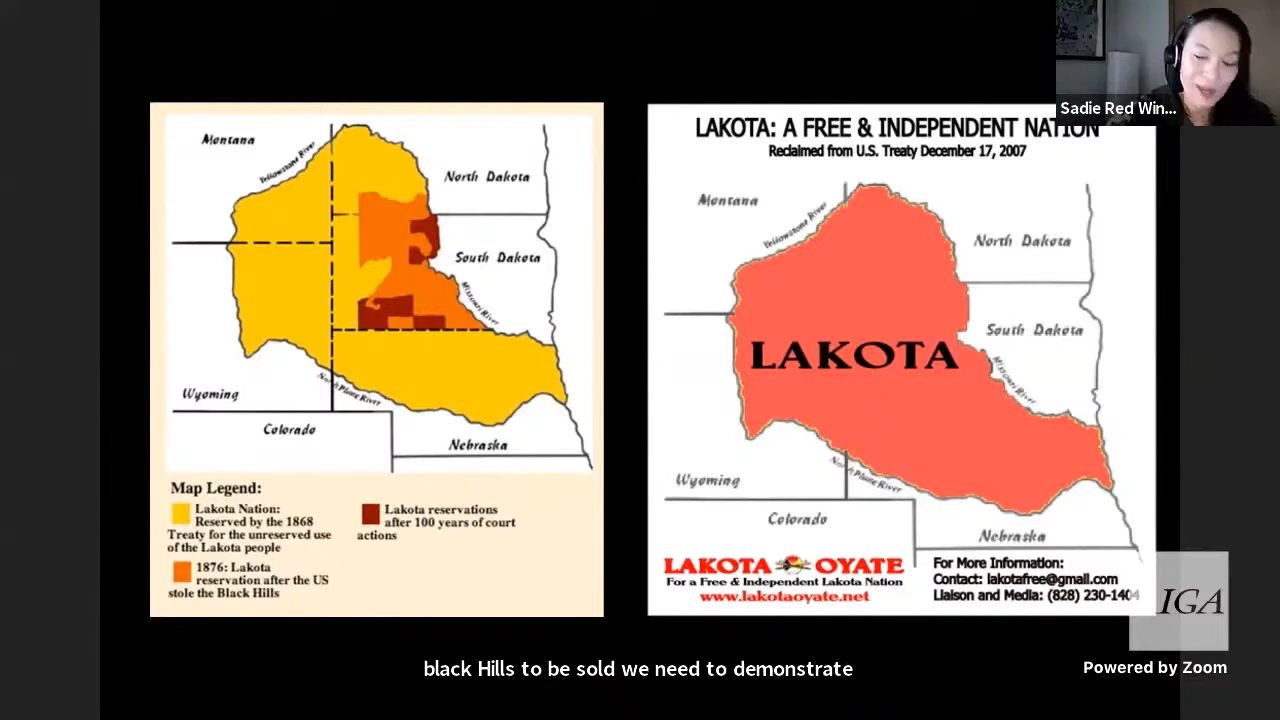 Montana
Yellowstone River
North Dakota
South Dakota
Missouri River
Wyoming
North Platte River
Colorado
Nebraska
Map Legend:
Lakota Nation:
Reserved by the 1868
Treaty for the unreserved use
of the Lakota people
1876: Lakota
reservation after the US
stole the Black Hills
Lakota reservations
after 100 years of court
actions
LAKOTA: A FREE & INDEPENDENT NATION
Reclaimed from U.S. Treaty December 17, 2007
Montana
Yellowstone River
North Dakota
South Dakota
LAKOTA
Missouri River
Wyoming
North Platte River
Colorado
Nebraska
LAKOTA OYATE
For a Free & Independent Lakota Nation
www.lakotaoyate.net
For More Information:
Contact: lakotafree@gmail.com
Liaison and Media: (828) 230-1404
Sadie Red Win...
IGA
Powered by Zoom
black Hills to be sold we need to demonstrate